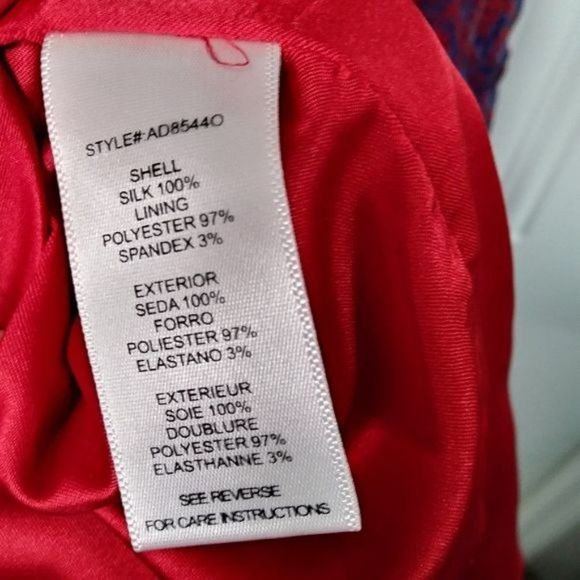 STYLE#:AD8544O
SHELL
SILK 100%
LINING
POLYESTER 97%
SPANDEX 3%
EXTERIOR
SEDA 100%
FORRO
POLIESTER 97%
ELASTANO 3%
EXTERIEUR
SOIE 100%
DOUBLURE
POLYESTER 97%
ELASTHANNE 3%
SEE REVERSE
FOR CARE INSTRUCTIONS